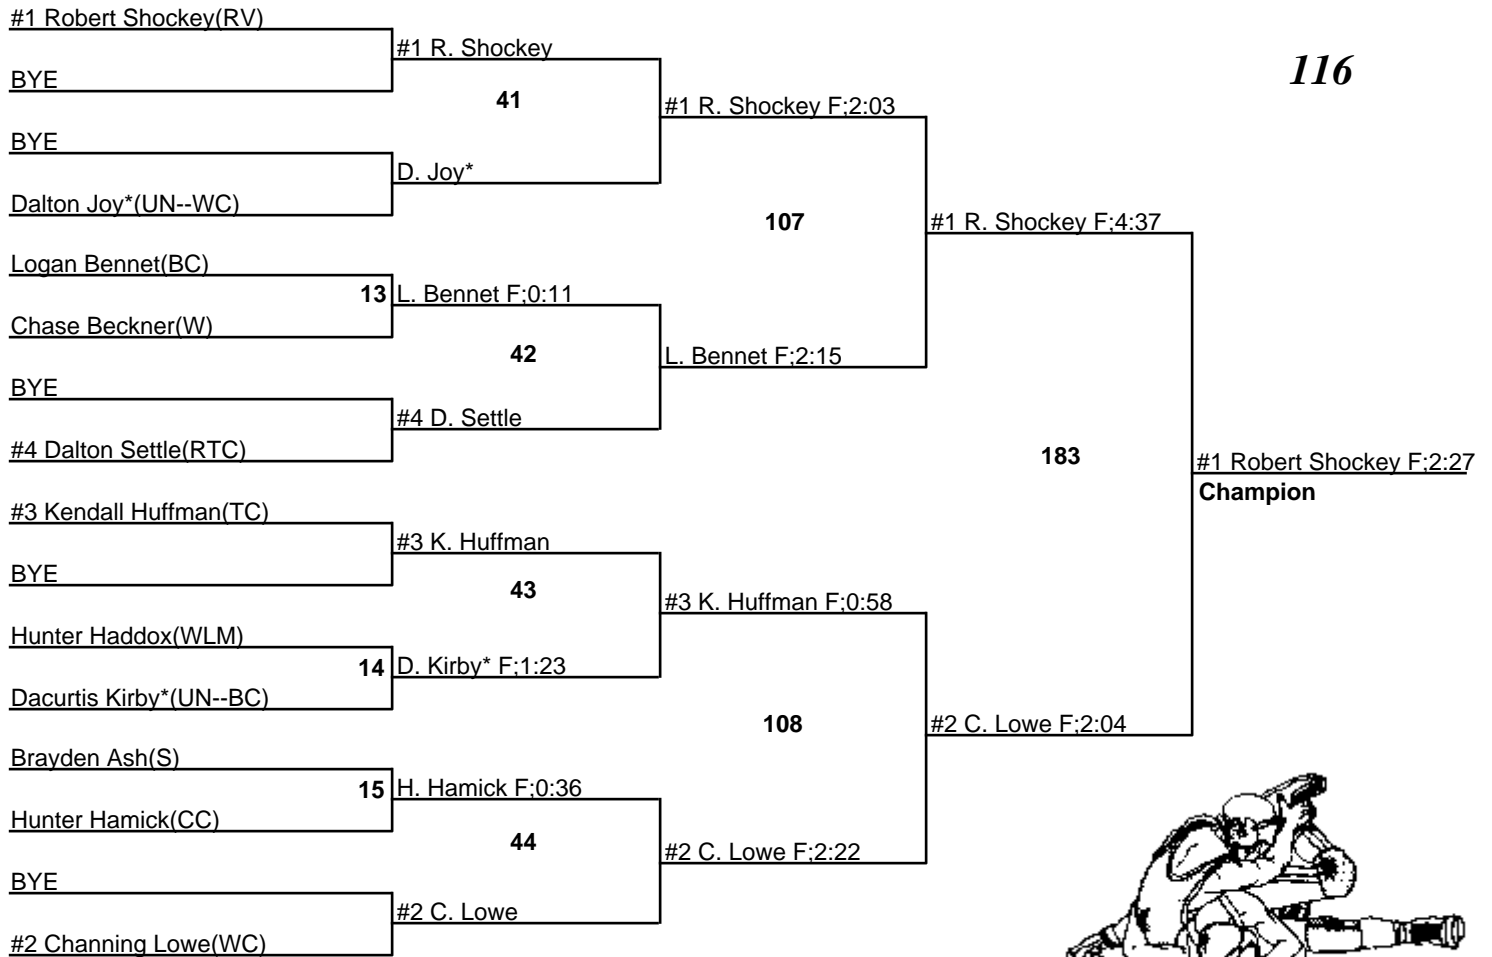 #1 Robert Shockey(RV)
#1 R. Shockey
116
BYE
41
#1 R. Shockey F;2:03
BYE
D. Joy*
Dalton Joy*(UN--WC)
107
#1 R. Shockey F;4:37
Logan Bennet(BC)
13 L. Bennet F;0:11
Chase Beckner(W)
42
L. Bennet F;2:15
BYE
#4 D. Settle
#4 Dalton Settle(RTC)
183
#1 Robert Shockey F;2:27
Champion
#3 Kendall Huffman(TC)
#3 K. Huffman
BYE
43
#3 K. Huffman F;0:58
Hunter Haddox(WLM)
14 D. Kirby* F;1:23
Dacurtis Kirby*(UN--BC)
108
#2 C. Lowe F;2:04
Brayden Ash(S)
15 H. Hamick F;0:36
Hunter Hamick(CC)
44
#2 C. Lowe F;2:22
BYE
#2 C. Lowe
#2 Channing Lowe(WC)